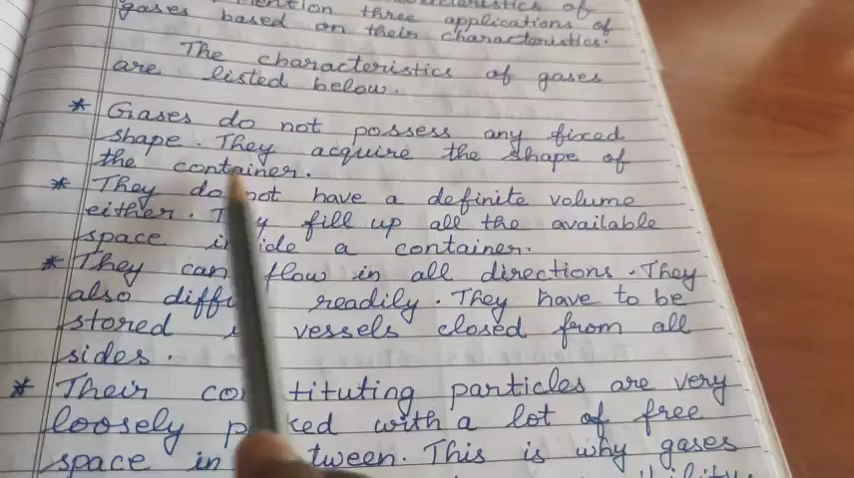 three applications of
gases based on their characteristics.
The characteristics of gases
are listed below.
* Gases do not possess any fixed
shape. They acquire the shape of
the container.
* They do not have a definite volume
either. fill up all the available
space a container.
* They can flow in all directions. They
also readily. They have to be
stored vessels closed from all
sides.
* Their particles are very
loosely with a lot of free
space in This is why gases